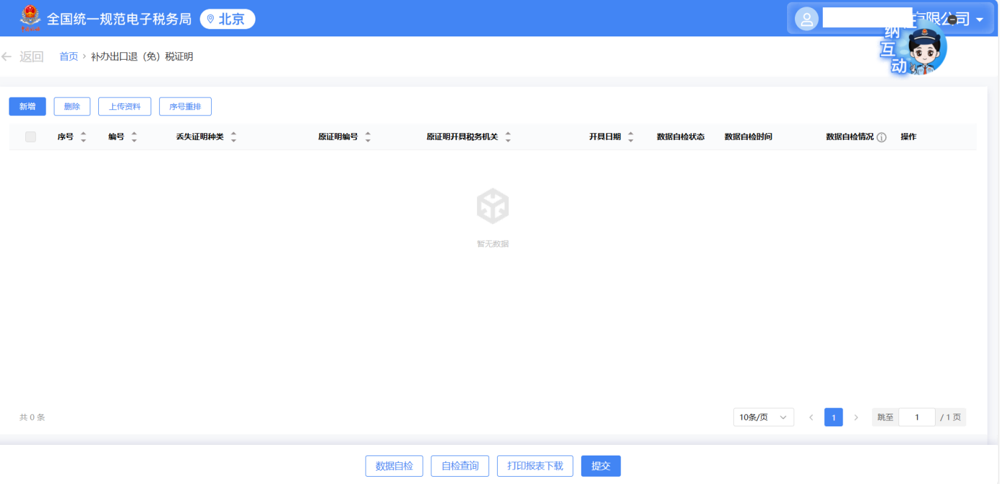 全国统一规范电子税务局 北京
有限公司
纳
互
动
返回 首页 > 补办出口退（免）税证明
新增 删除 上传资料 序号重排
序号 编号 丢失证明种类 原证明编号 原证明开具税务机关 开具日期 数据自检状态 数据自检时间 数据自检情况 操作
暂无数据
共 0 条 10条/页 1 跳至 1 / 1 页
数据自检 自检查询 打印报表下载 提交